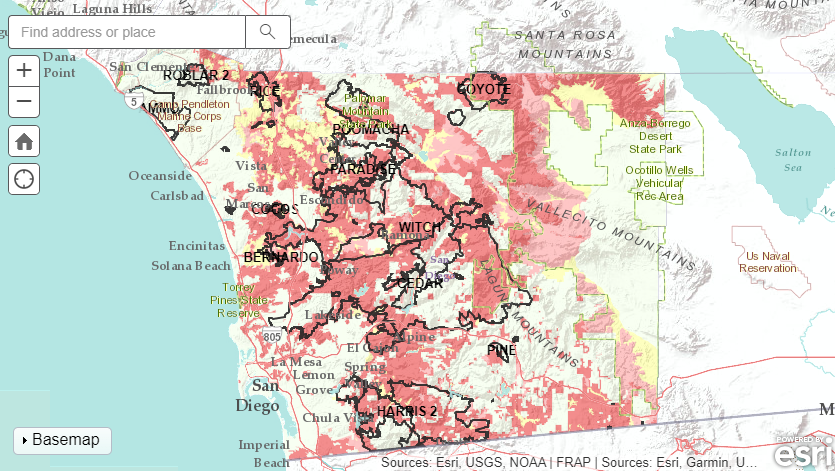 Laguna Hills
Viejo
Find address or place
Temecula
SANTA ROSA
MOUNTAINS
Dana
Point
San Clemente
ROBLAR 2
RICE
Fallbrook
COYOTE
+
−
5
Camp Pendleton
Marine Corps
Base
Palomar
Mountain
State Park
POOMACHA
Valley
Center
Anza-Borrego
Desert
State Park
Salton
Sea
Vista
PARADISE
Oceanside
Carlsbad
San
Marcos
Escondido
COCOS
Ocotillo Wells
Vehicular
Rec Area
VALLECITO MOUNTAINS
WITCH
Ramona
Encinitas
Solana Beach
BERNARDO
Poway
San
Diego
CEDAR
LAGUNA MOUNTAINS
Us Naval
Reservation
Torrey
Pines State
Reserve
Lakeside
805
El Cajon
Alpine
PINE
La Mesa
Spring
Valley
Lemon
Grove
San
Diego
HARRIS 2
Chula Vista
Imperial
Beach
Basemap
Sources: Esri, USGS, NOAA | FRAP | Sources: Esri, Garmin, U...
POWERED BY
esri